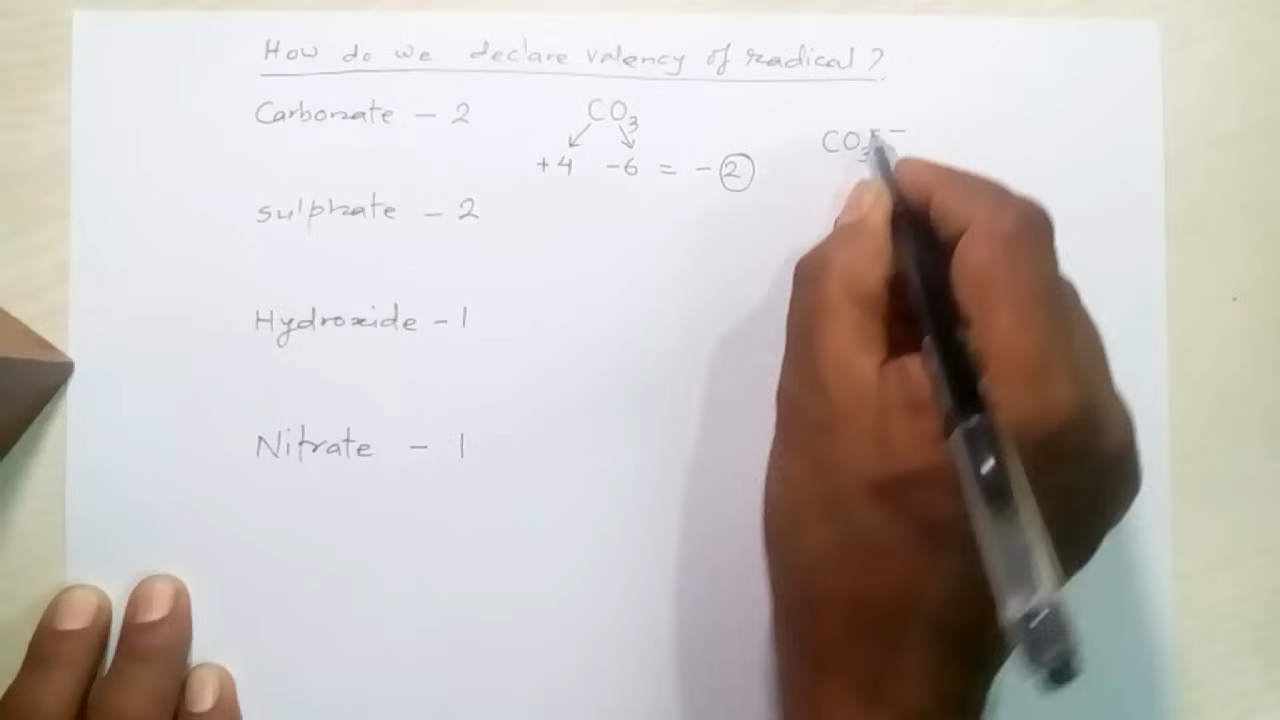 How do we declare valency of radical?
Carbonate - 2
CO3
+4 -6 = -2
CO3 -
sulphate - 2
Hydroxide - 1
Nitrate - 1